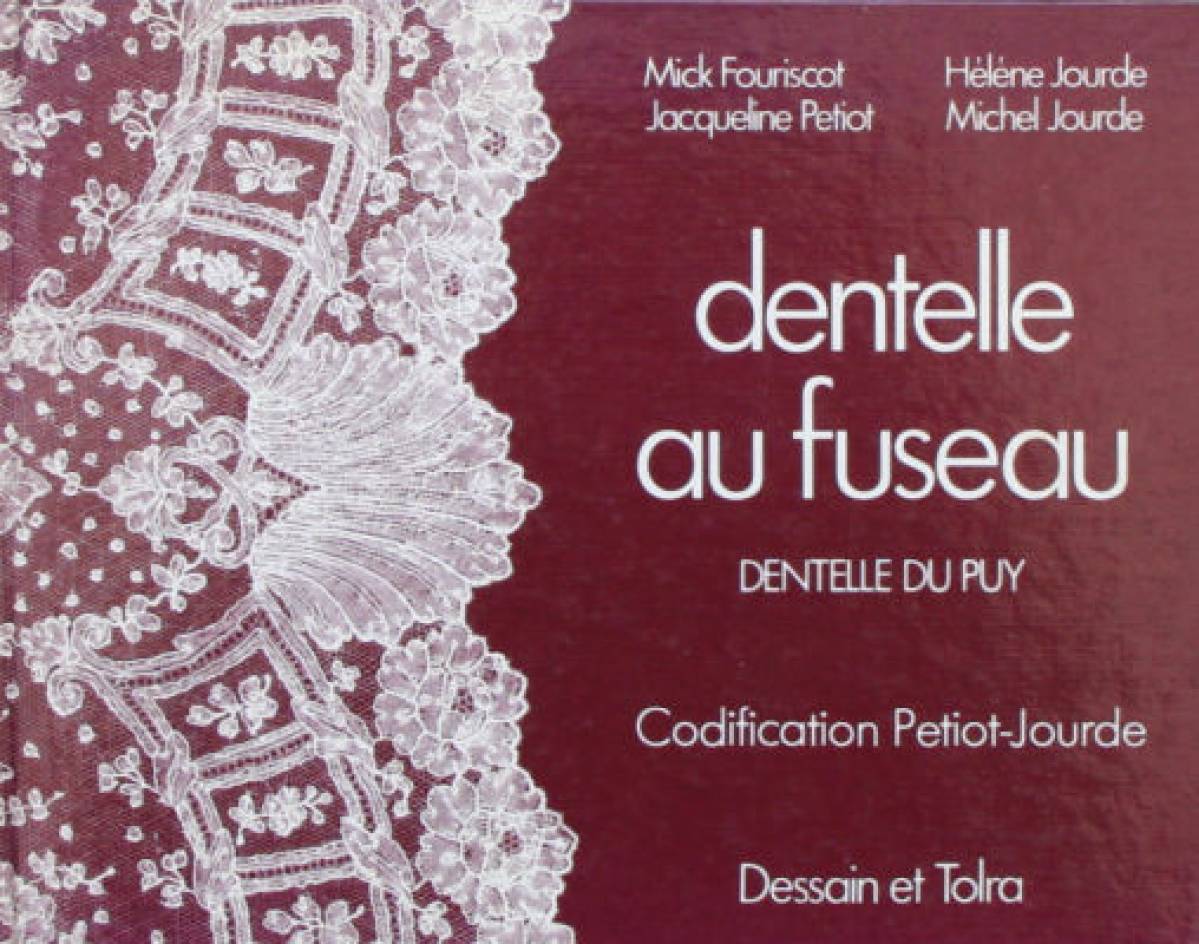 Mick Fouriscot
Jacqueline Petiot
Hélène Jourde
Michel Jourde
dentelle
au fuseau
DENTELLE DU PUY
Codification Petiot-Jourde
Dessain et Tolra